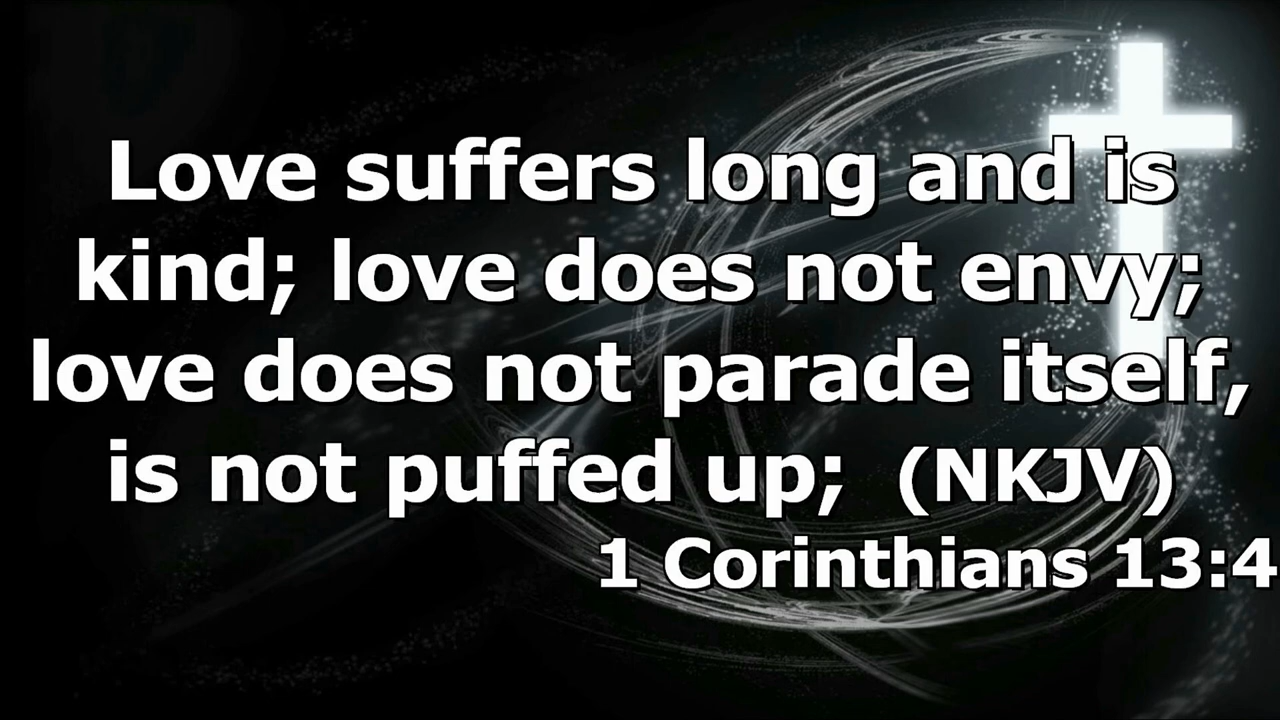 Love suffers long and is
kind; love does not envy;
love does not parade itself,
is not puffed up;  (NKJV)
1 Corinthians 13:4